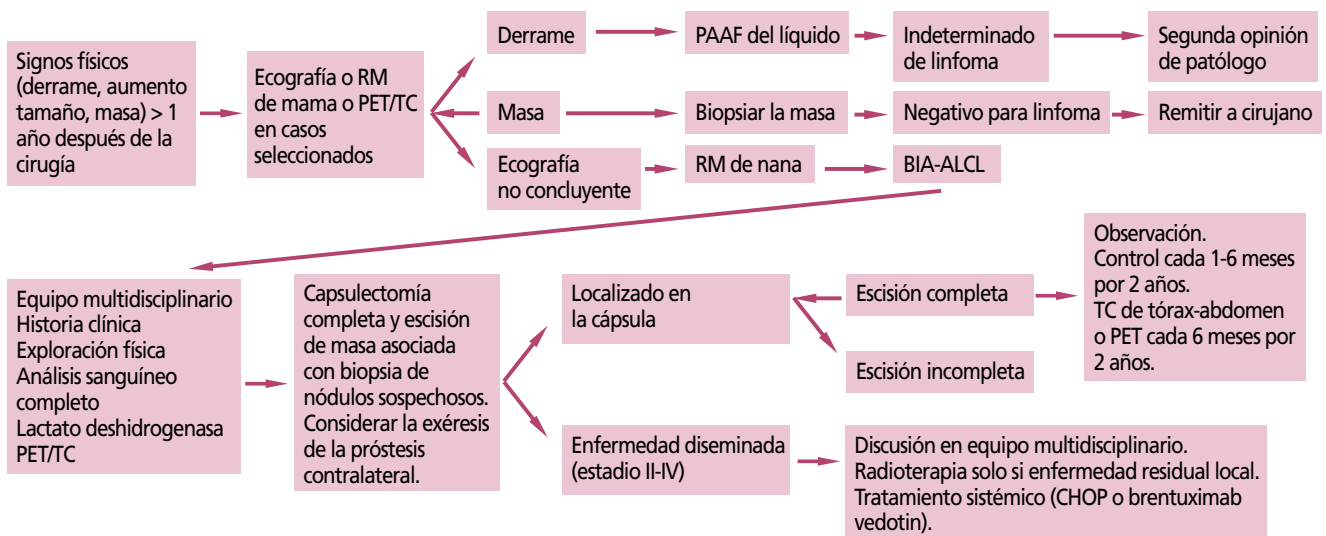 Signos físicos
(derrame, aumento
tamaño, masa) > 1
año después de la
cirugía
Ecografía o RM
de mama o PET/TC
en casos
seleccionados
Derrame
PAAF del líquido
Indeterminado
de linfoma
Segunda opinión
de patólogo
Masa
Biopsiar la masa
Negativo para linfoma
Remitir a cirujano
Ecografía
no concluyente
RM de nana
BIA-ALCL
Equipo multidisciplinario
Historia clínica
Exploración física
Análisis sanguíneo
completo
Lactato deshidrogenasa
PET/TC
Capsulectomía
completa y escisión
de masa asociada
con biopsia de
nódulos sospechosos.
Considerar la exéresis
de la próstesis
contralateral.
Localizado en
la cápsula
Escisión completa
Observación.
Control cada 1-6 meses
por 2 años.
TC de tórax-abdomen
o PET cada 6 meses por
2 años.
Escisión incompleta
Enfermedad diseminada
(estadio II-IV)
Discusión en equipo multidisciplinario.
Radioterapia solo si enfermedad residual local.
Tratamiento sistémico (CHOP o brentuximab
vedotin).